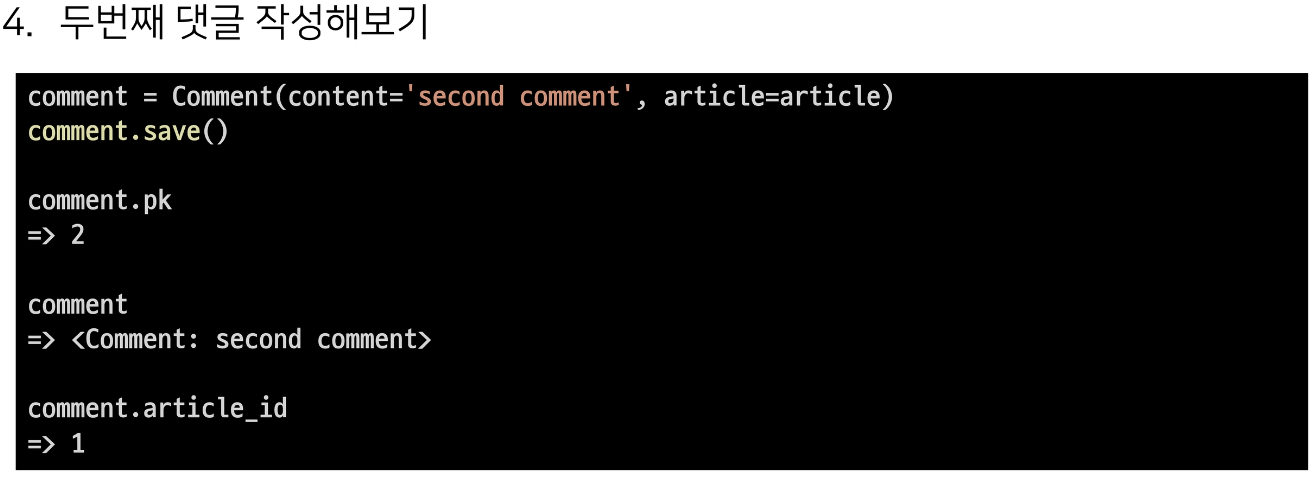 4. 두번째 댓글 작성해보기
comment = Comment(content='second comment', article=article)
comment.save()
comment.pk
=> 2
comment
=> <Comment: second comment>
comment.article_id
=> 1